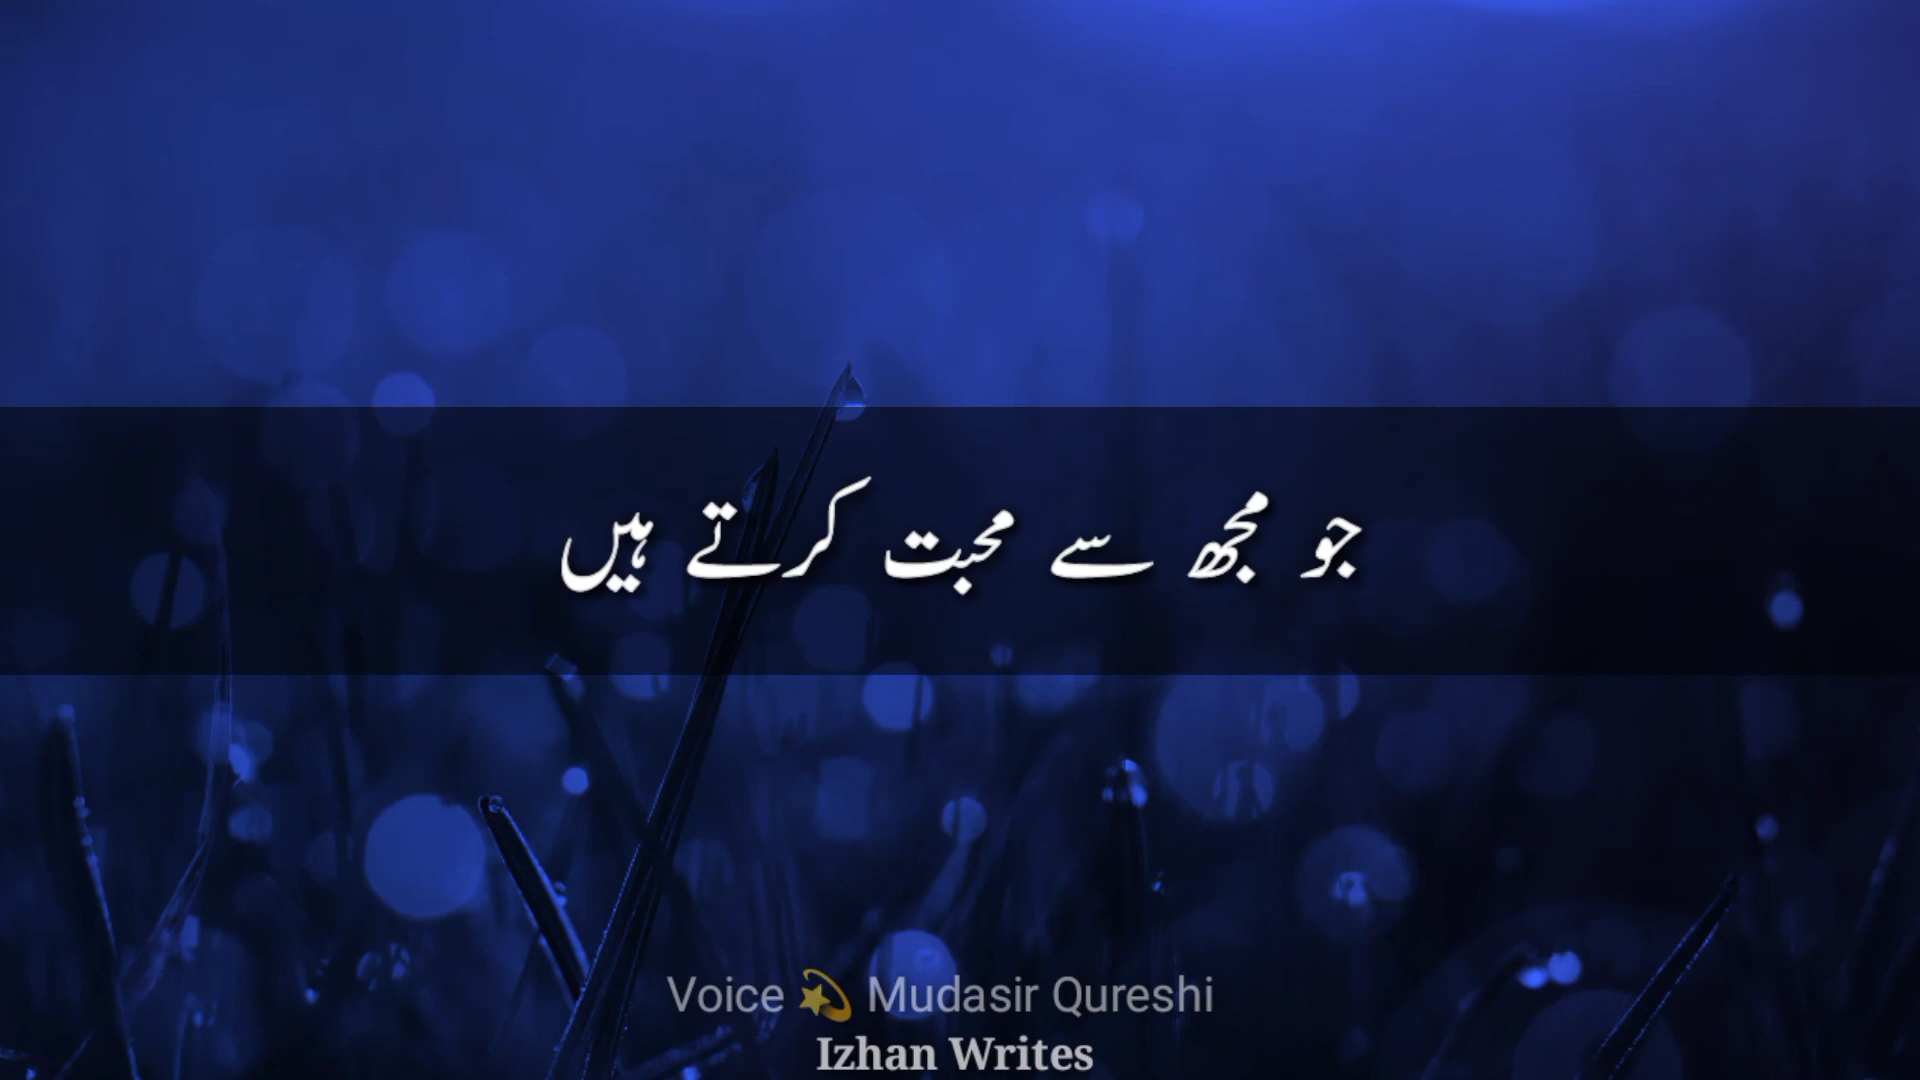 جو مجھ سے محبت کرتے ہیں
Voice 💫 Mudasir Qureshi
Izhan Writes